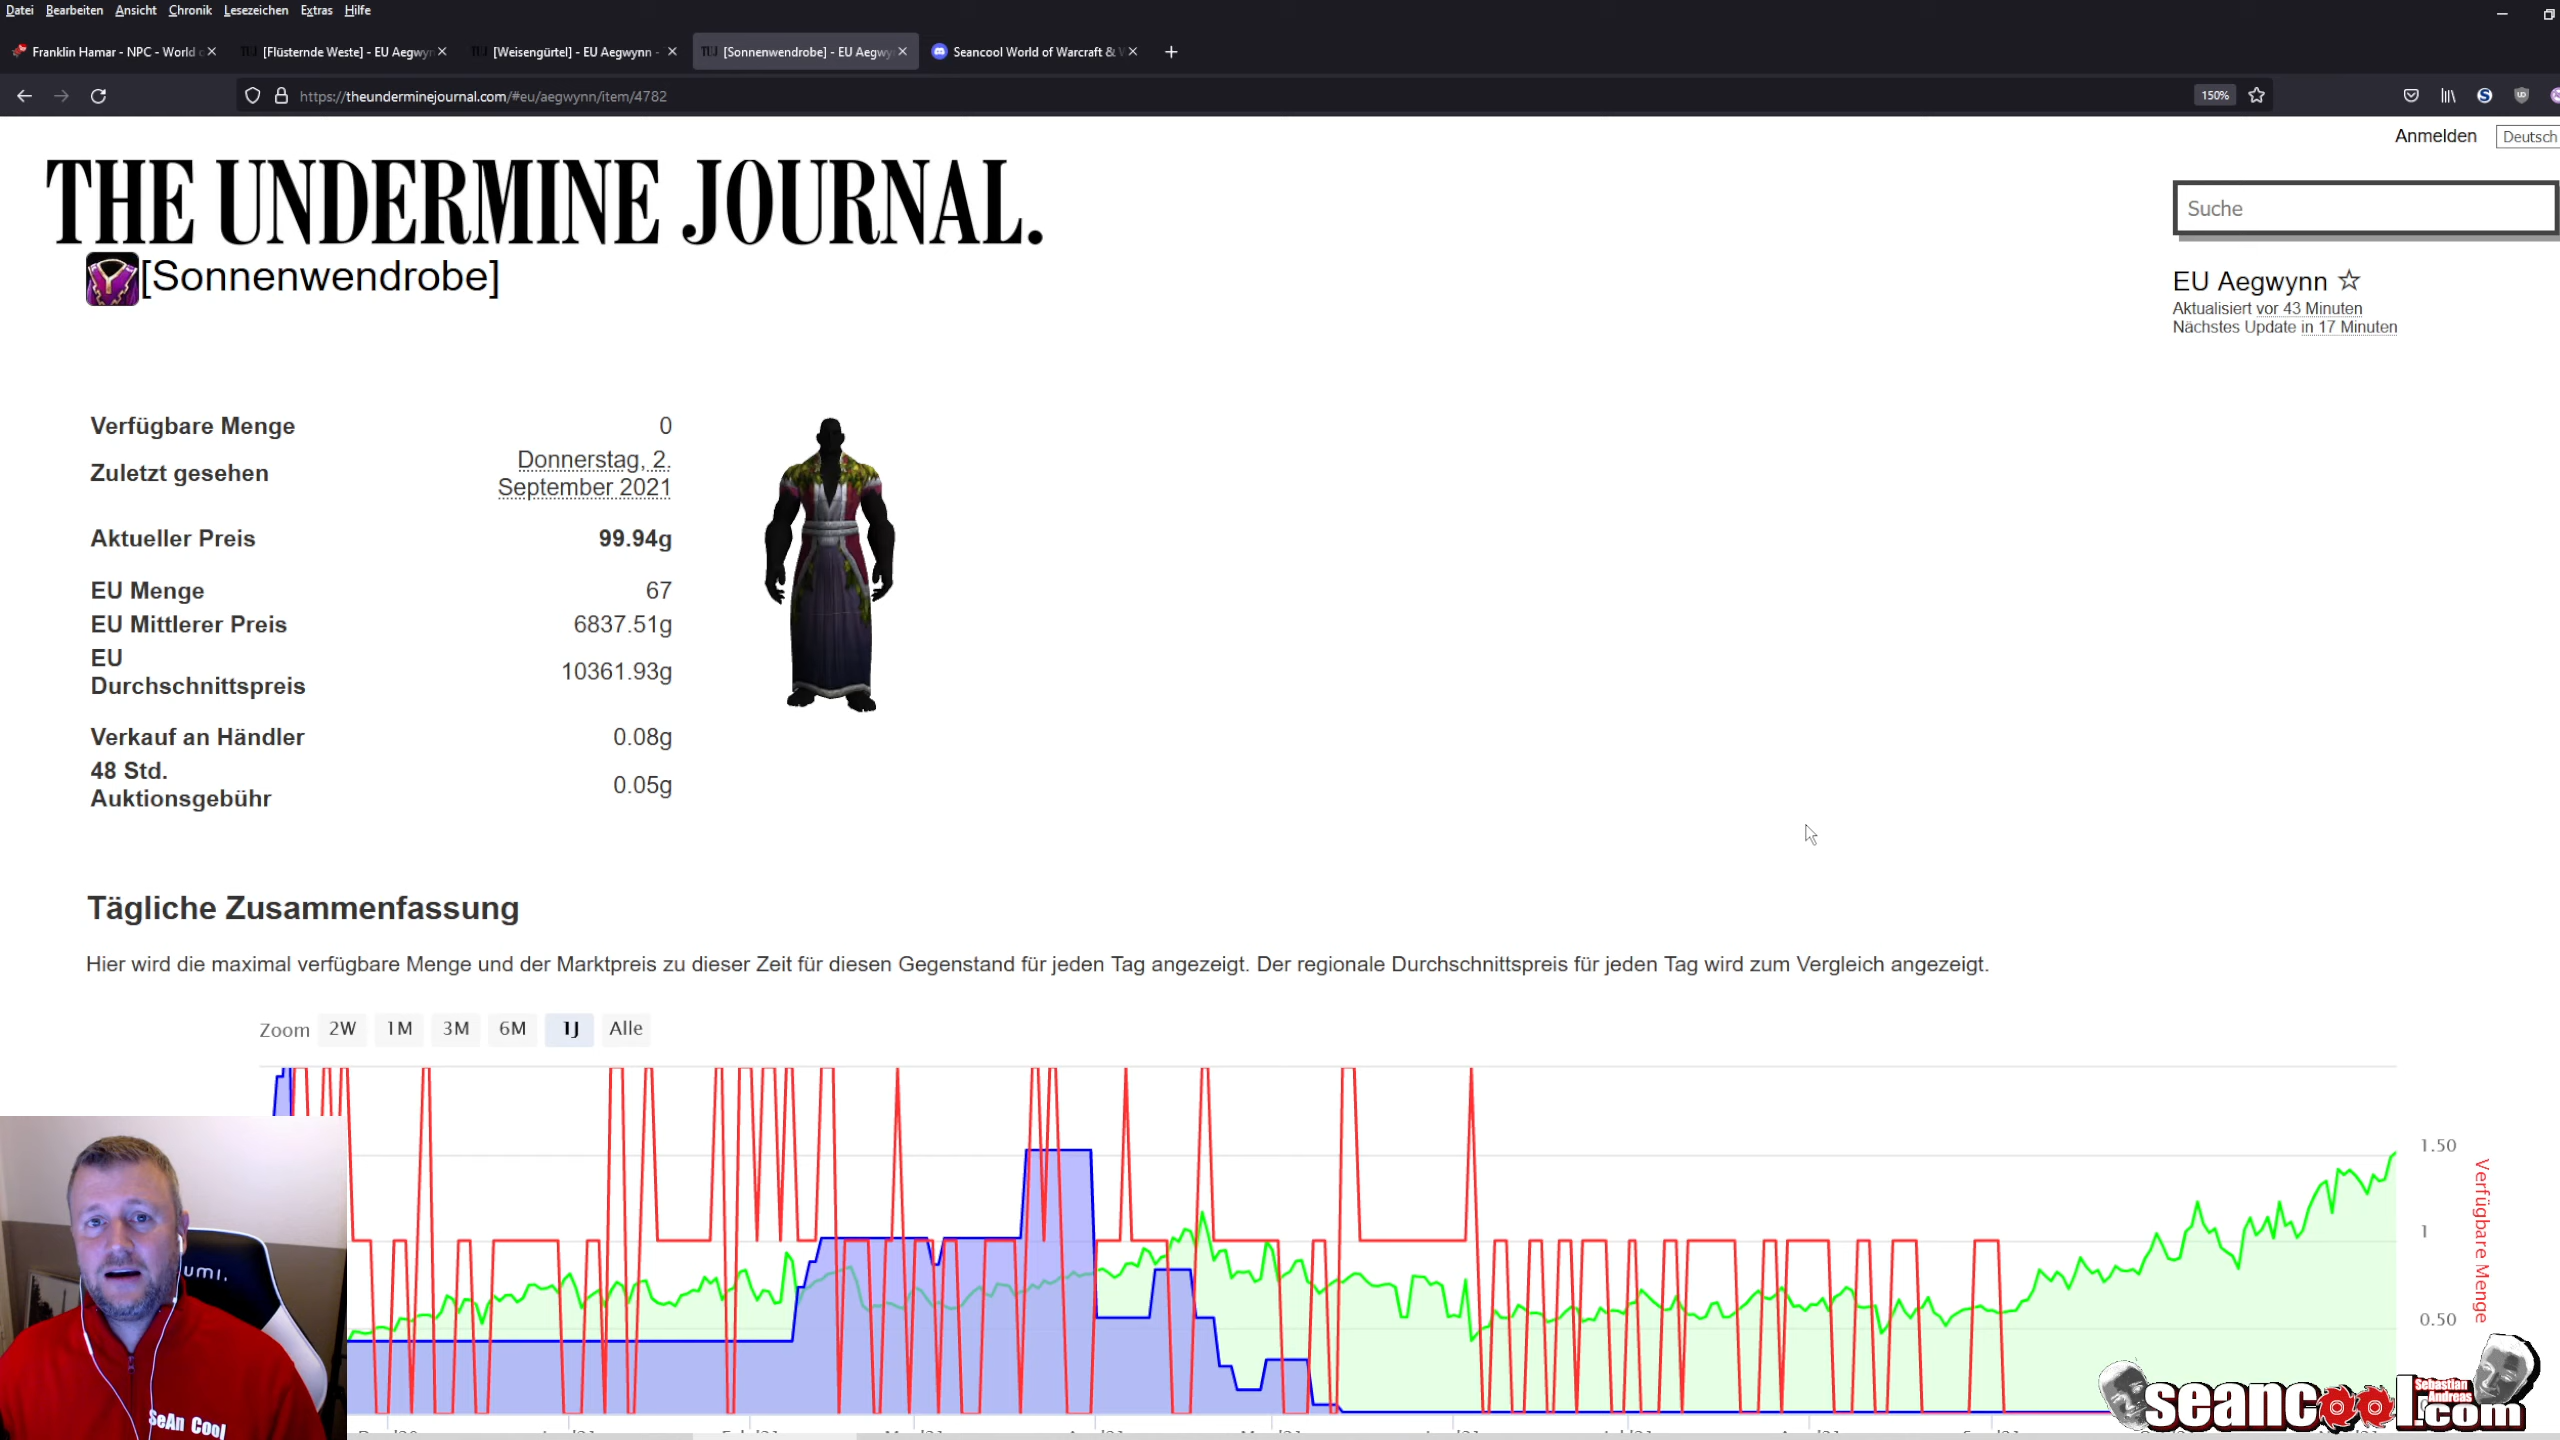 Datei Bearbeiten Ansicht Chronik Lesezeichen Extras Hilfe
Franklin Hamar - NPC - World
[Flüsternde Weste] - EU Aegwyn
[Weisengürtel] - EU Aegwynn -
[Sonnenwendrobe] - EU Aegwy
Seancool World of Warcraft &
https://theunderminejournal.com/#eu/aegwynn/item/4782
150%
Anmelden
Deutsch
THE UNDERMINE JOURNAL.
Suche
[Sonnenwendrobe]
EU Aegwynn
Aktualisiert vor 43 Minuten
Nächstes Update in 17 Minuten
Verfügbare Menge 0
Zuletzt gesehen Donnerstag, 2. September 2021
Aktueller Preis 99.94g
EU Menge 67
EU Mittlerer Preis 6837.51g
EU Durchschnittspreis 10361.93g
Verkauf an Händler 0.08g
48 Std. Auktionsgebühr 0.05g
Tägliche Zusammenfassung
Hier wird die maximal verfügbare Menge und der Marktpreis zu dieser Zeit für diesen Gegenstand für jeden Tag angezeigt. Der regionale Durchschnittspreis für jeden Tag wird zum Vergleich angezeigt.
Zoom 2W 1M 3M 6M 1J Alle
1.50
1
0.50
Verfügbare Menge
SeAn Cool
seancool.com
Sebastian
Andreas